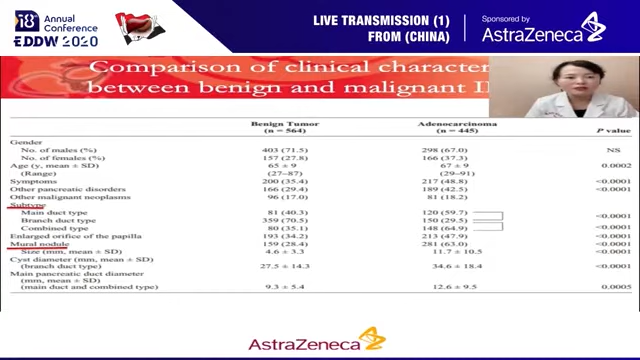 18th
Annual
Conference
EDDW 2020
LIVE TRANSMISSION (1)
FROM (CHINA)
Sponsored by
AstraZeneca
Comparison of clinical character
between benign and malignant
Benign Tumor
(n = 564)
Adenocarcinoma
(n = 445)
P value
Gender
No. of males (%) 403 (71.5) 298 (67.0) NS
No. of females (%) 157 (27.8) 166 (37.3)
Age (y, mean ± SD) 65 ± 9 67 ± 9 0.0002
(Range) (27–87) (29–91)
Symptoms 200 (35.4) 217 (48.8) <0.0001
Other pancreatic disorders 166 (29.4) 189 (42.5) <0.0001
Other malignant neoplasms 96 (17.0) 81 (18.2)
Subtype
Main duct type 81 (40.3) 120 (59.7) <0.0001
Branch duct type 359 (70.5) 150 (29.5)
Combined type 80 (35.1) 148 (64.9) <0.0001
Enlarged orifice of the papilla 193 (34.2) 213 (47.9) <0.0001
Mural nodule 159 (28.4) 281 (63.0) <0.0001
Size (mm, mean ± SD) 4.6 ± 3.3 11.7 ± 10.5 <0.0001
Cyst diameter (mm, mean ± SD)
(branch duct type) 27.5 ± 14.3 34.6 ± 18.4 <0.0001
Main pancreatic duct diameter
(mm, mean ± SD)
(main duct and combined type) 9.3 ± 5.4 12.6 ± 9.5 0.0005
AstraZeneca